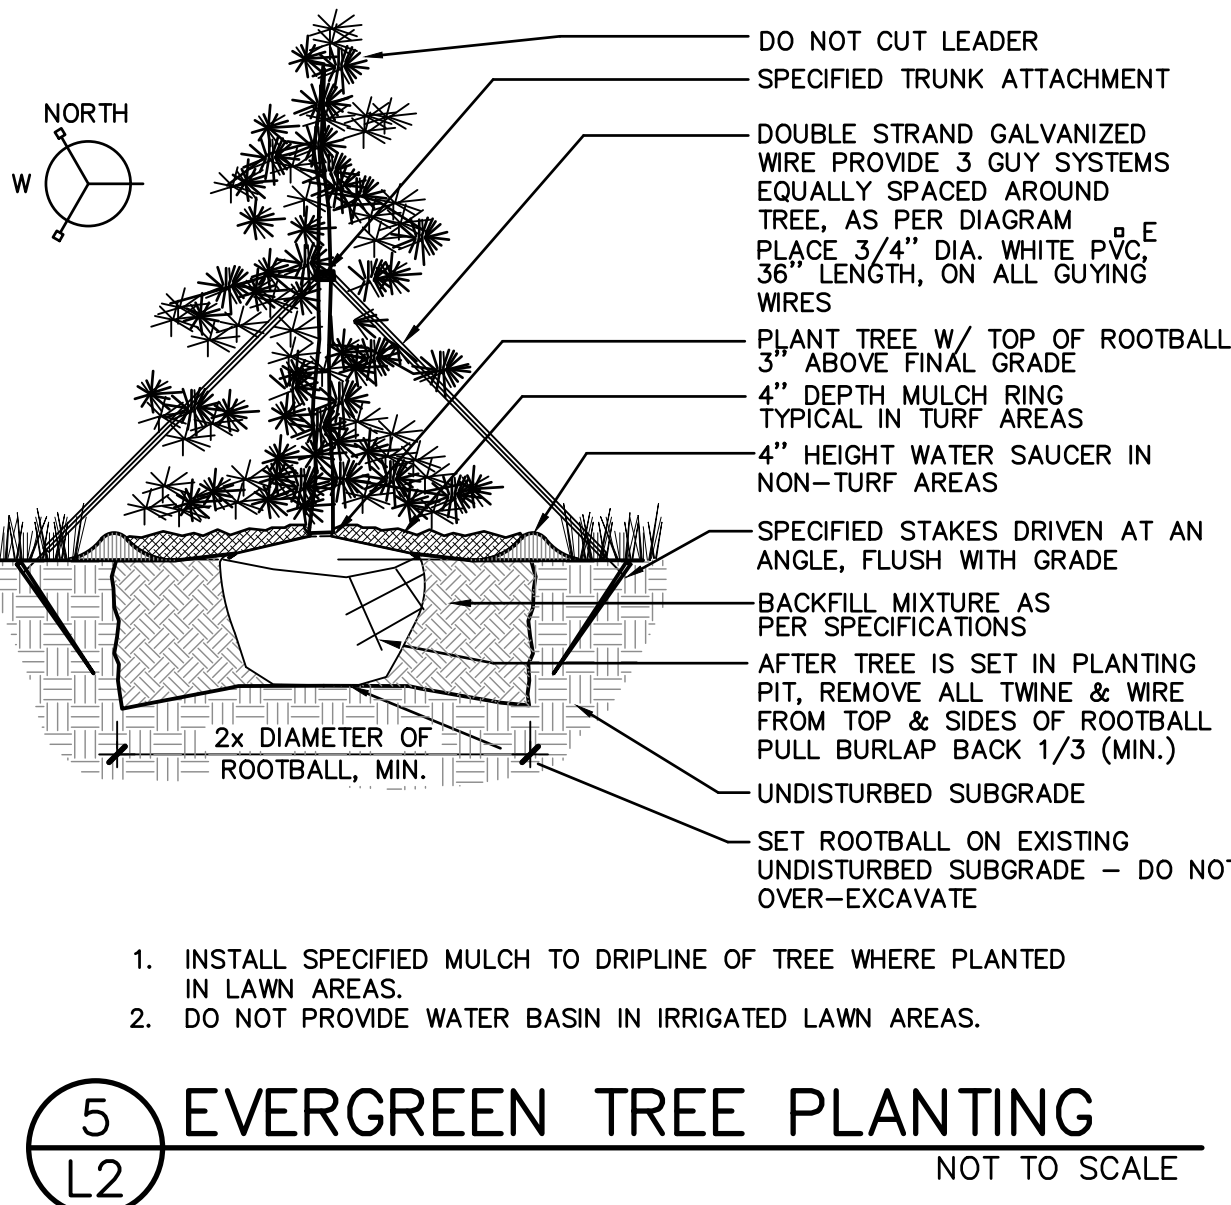 NORTH
W
DO NOT CUT LEADER
SPECIFIED TRUNK ATTACHMENT
DOUBLE STRAND GALVANIZED
WIRE PROVIDE 3 GUY SYSTEMS
EQUALLY SPACED AROUND
TREE, AS PER DIAGRAM
E
PLACE 3/4" DIA. WHITE PVC,
36" LENGTH, ON ALL GUYING
WIRES
PLANT TREE W/ TOP OF ROOTBALL
3" ABOVE FINAL GRADE
4" DEPTH MULCH RING
TYPICAL IN TURF AREAS
4" HEIGHT WATER SAUCER IN
NON-TURF AREAS
SPECIFIED STAKES DRIVEN AT AN
ANGLE, FLUSH WITH GRADE
BACKFILL MIXTURE AS
PER SPECIFICATIONS
AFTER TREE IS SET IN PLANTING
PIT, REMOVE ALL TWINE & WIRE
FROM TOP & SIDES OF ROOTBALL
PULL BURLAP BACK 1/3 (MIN.)
2x DIAMETER OF
ROOTBALL, MIN.
UNDISTURBED SUBGRADE
SET ROOTBALL ON EXISTING
UNDISTURBED SUBGRADE - DO NOT
OVER-EXCAVATE
1. INSTALL SPECIFIED MULCH TO DRIPLINE OF TREE WHERE PLANTED
IN LAWN AREAS.
2. DO NOT PROVIDE WATER BASIN IN IRRIGATED LAWN AREAS.
5
L2
EVERGREEN TREE PLANTING
NOT TO SCALE